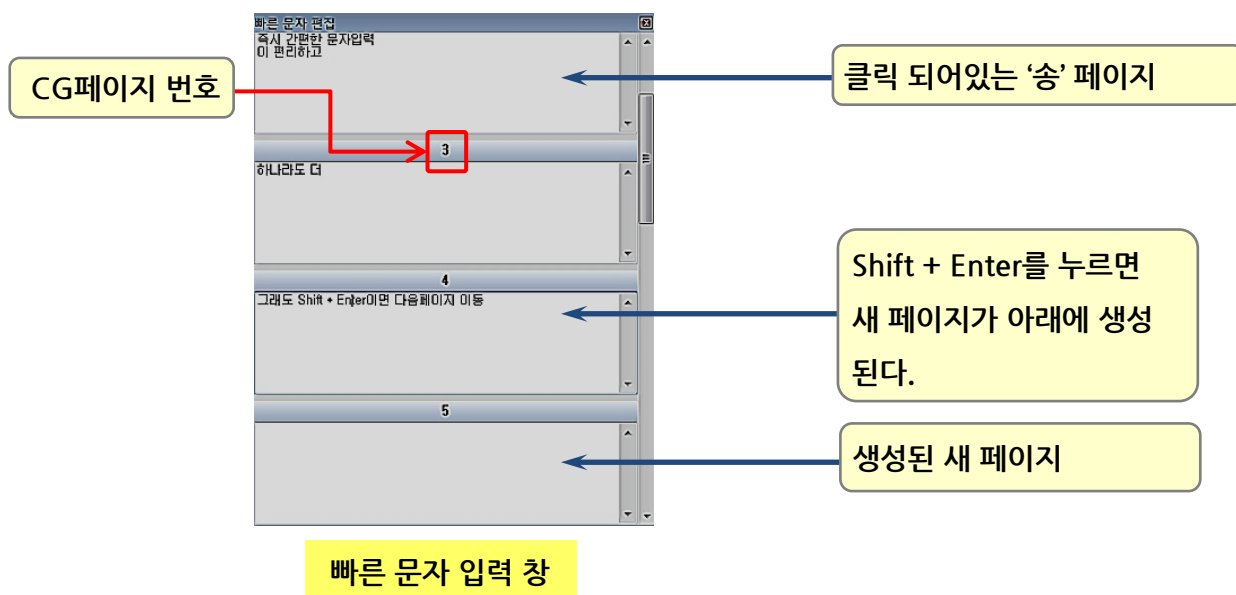 빠른 문자 편집
즉시 간편한 문자입력
이 편리하고
CG페이지 번호
클릭 되어있는 ‘송’ 페이지
3
하나라도 더
4
그래도 Shift + Enter이면 다음페이지 이동
Shift + Enter를 누르면
새 페이지가 아래에 생성
된다.
5
생성된 새 페이지
빠른 문자 입력 창